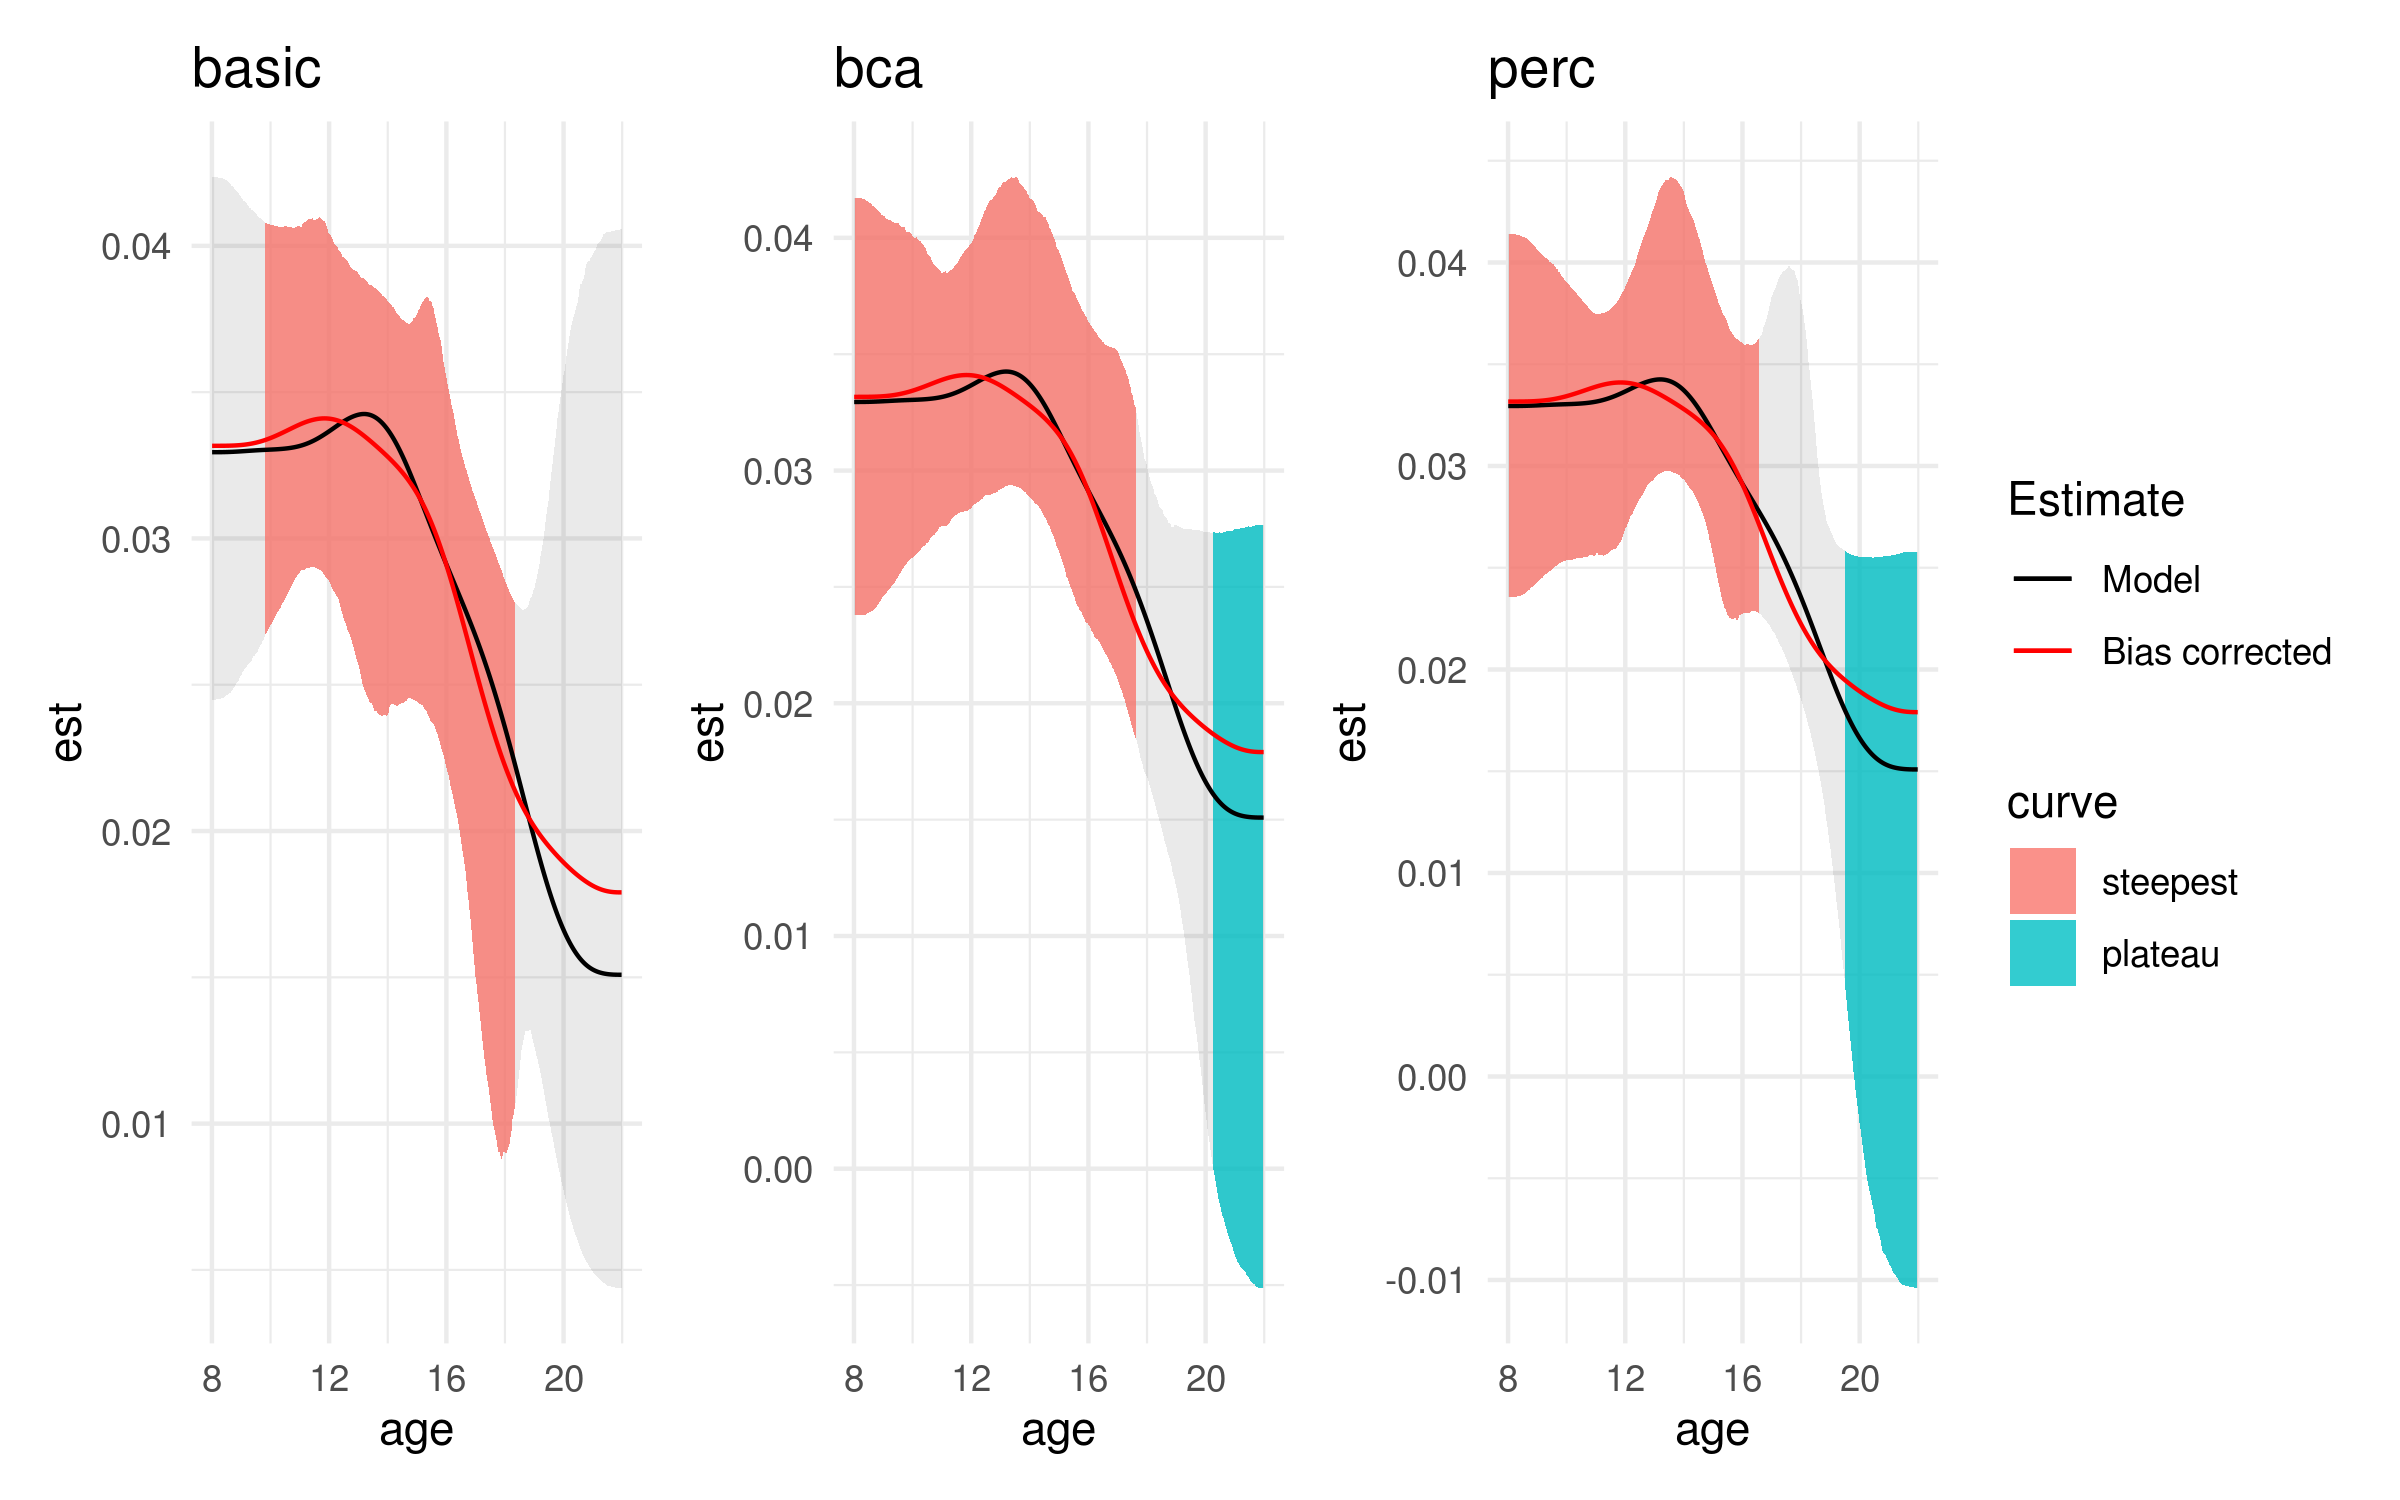 basic
0.04
0.03
0.02
0.01
est
8 12 16 20
age
bca
0.04
0.03
0.02
0.01
0.00
est
8 12 16 20
age
perc
0.04
0.03
0.02
0.01
0.00
-0.01
est
8 12 16 20
age
Estimate
Model
Bias corrected
curve
steepest
plateau